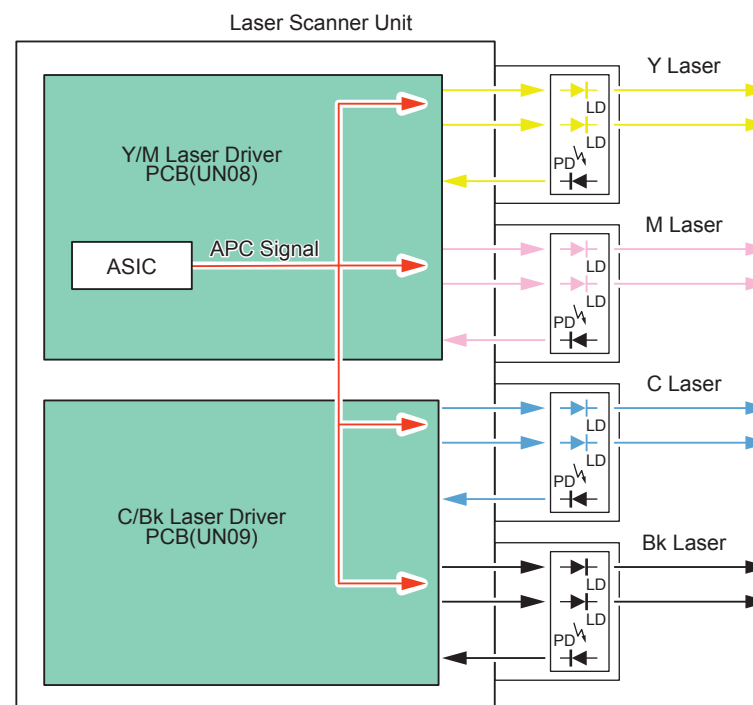 Laser Scanner Unit
Y/M Laser Driver
PCB(UN08)
ASIC
APC Signal
Y Laser
LD
LD
PD
M Laser
LD
LD
PD
C/Bk Laser Driver
PCB(UN09)
C Laser
LD
LD
PD
Bk Laser
LD
LD
PD